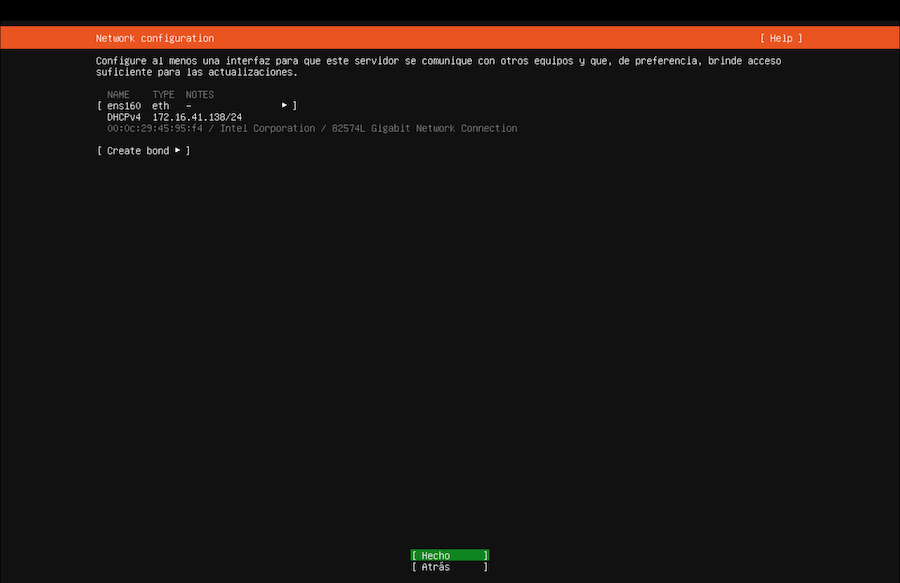 Network configuration [ Help ]
Configure al menos una interfaz para que este servidor se comunique con otros equipos y que, de preferencia, brinde acceso
suficiente para las actualizaciones.
NAME TYPE NOTES
[ ens160 eth – ▸ ]
DHCPv4 172.16.41.138/24
00:0c:29:45:95:f4 / Intel Corporation / 82574L Gigabit Network Connection
[ Create bond ▸ ]
[ Hecho ]
[ Atrás ]